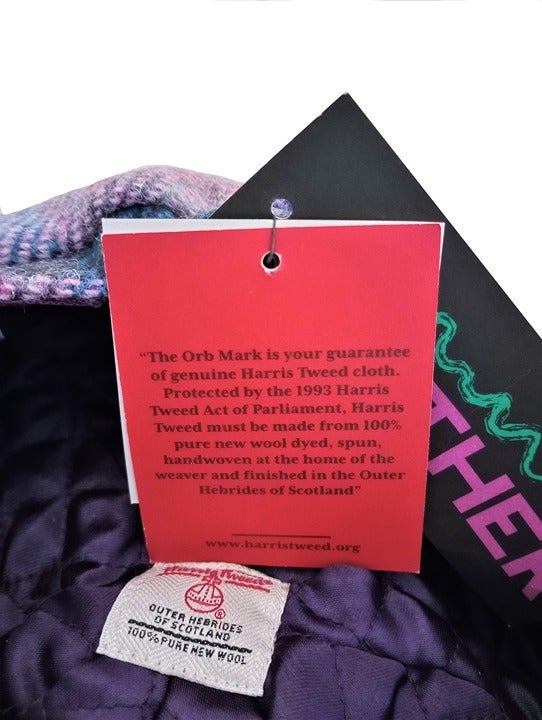 "The Orb Mark is your guarantee
of genuine Harris Tweed cloth.
Protected by the 1993 Harris
Tweed Act of Parliament, Harris
Tweed must be made from 100%
pure new wool dyed, spun,
handwoven at the home of the
weaver and finished in the Outer
Hebrides of Scotland"
www.harristweed.org
THER
Harris Tweed
®
OUTER HEBRIDES
OF SCOTLAND
100% PURE NEW WOOL